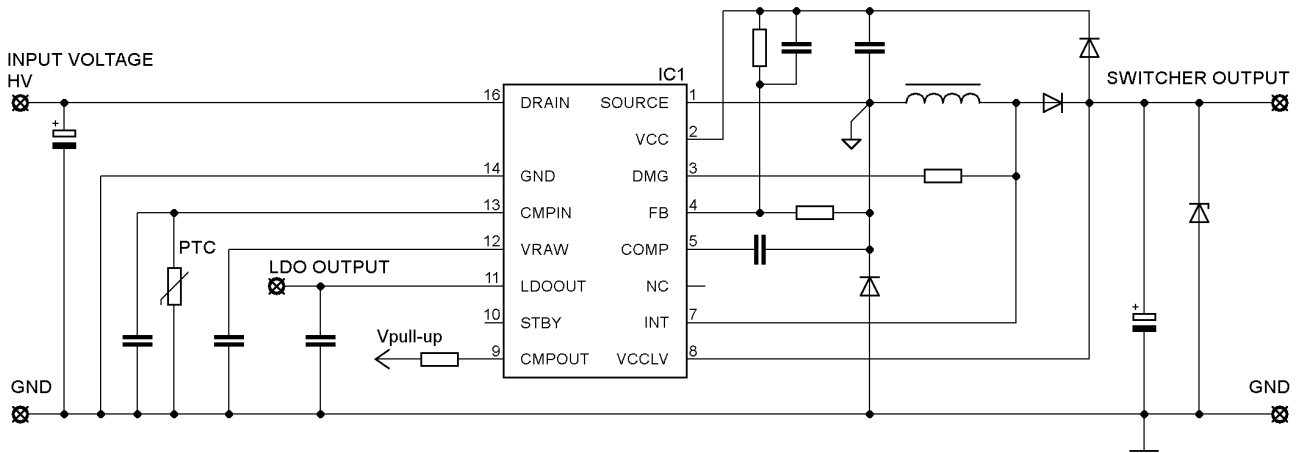 INPUT VOLTAGE
HV
IC1
SWITCHER OUTPUT
16 DRAIN SOURCE 1
VCC 2
14 GND DMG 3
13 CMPIN FB 4
PTC
12 VRAW COMP 5
LDO OUTPUT
11 LDOOUT NC
10 STBY INT 7
Vpull-up
9 CMPOUT VCCLV 8
GND
GND
+
+